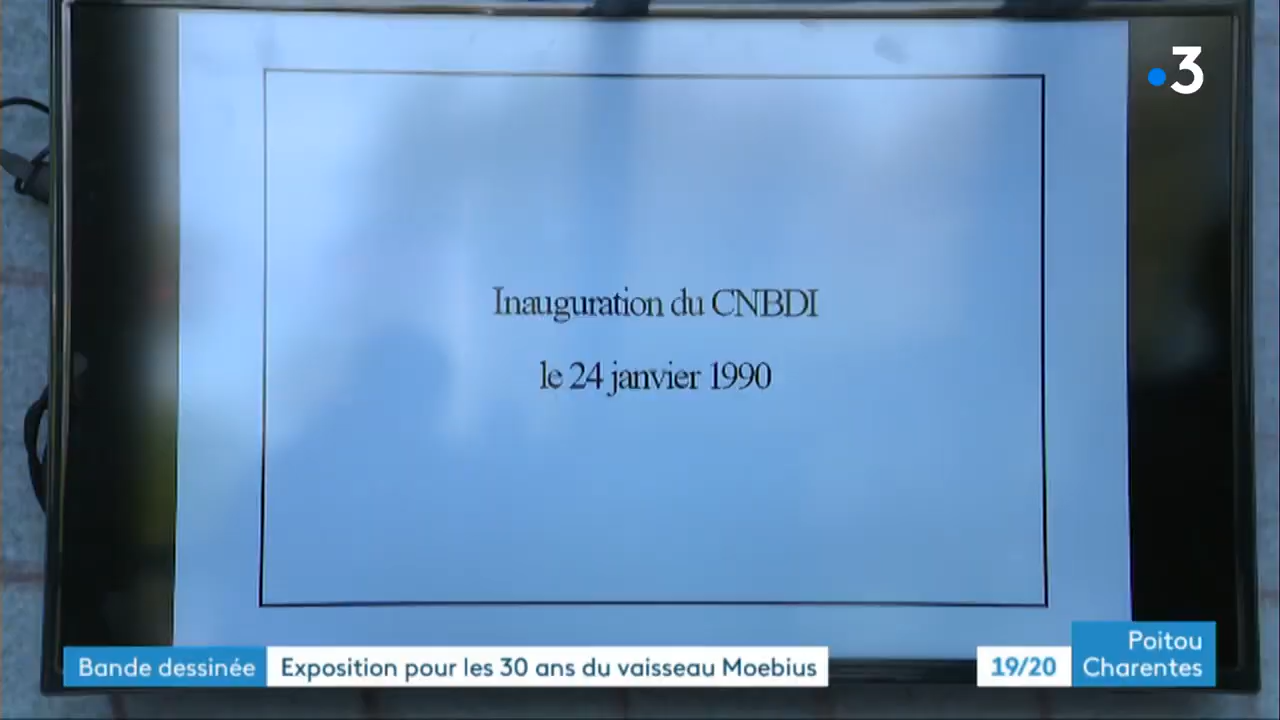 3
Inauguration du CNBDI
le 24 janvier 1990
Bande dessinée Exposition pour les 30 ans du vaisseau Moebius
19/20 Poitou
Charentes